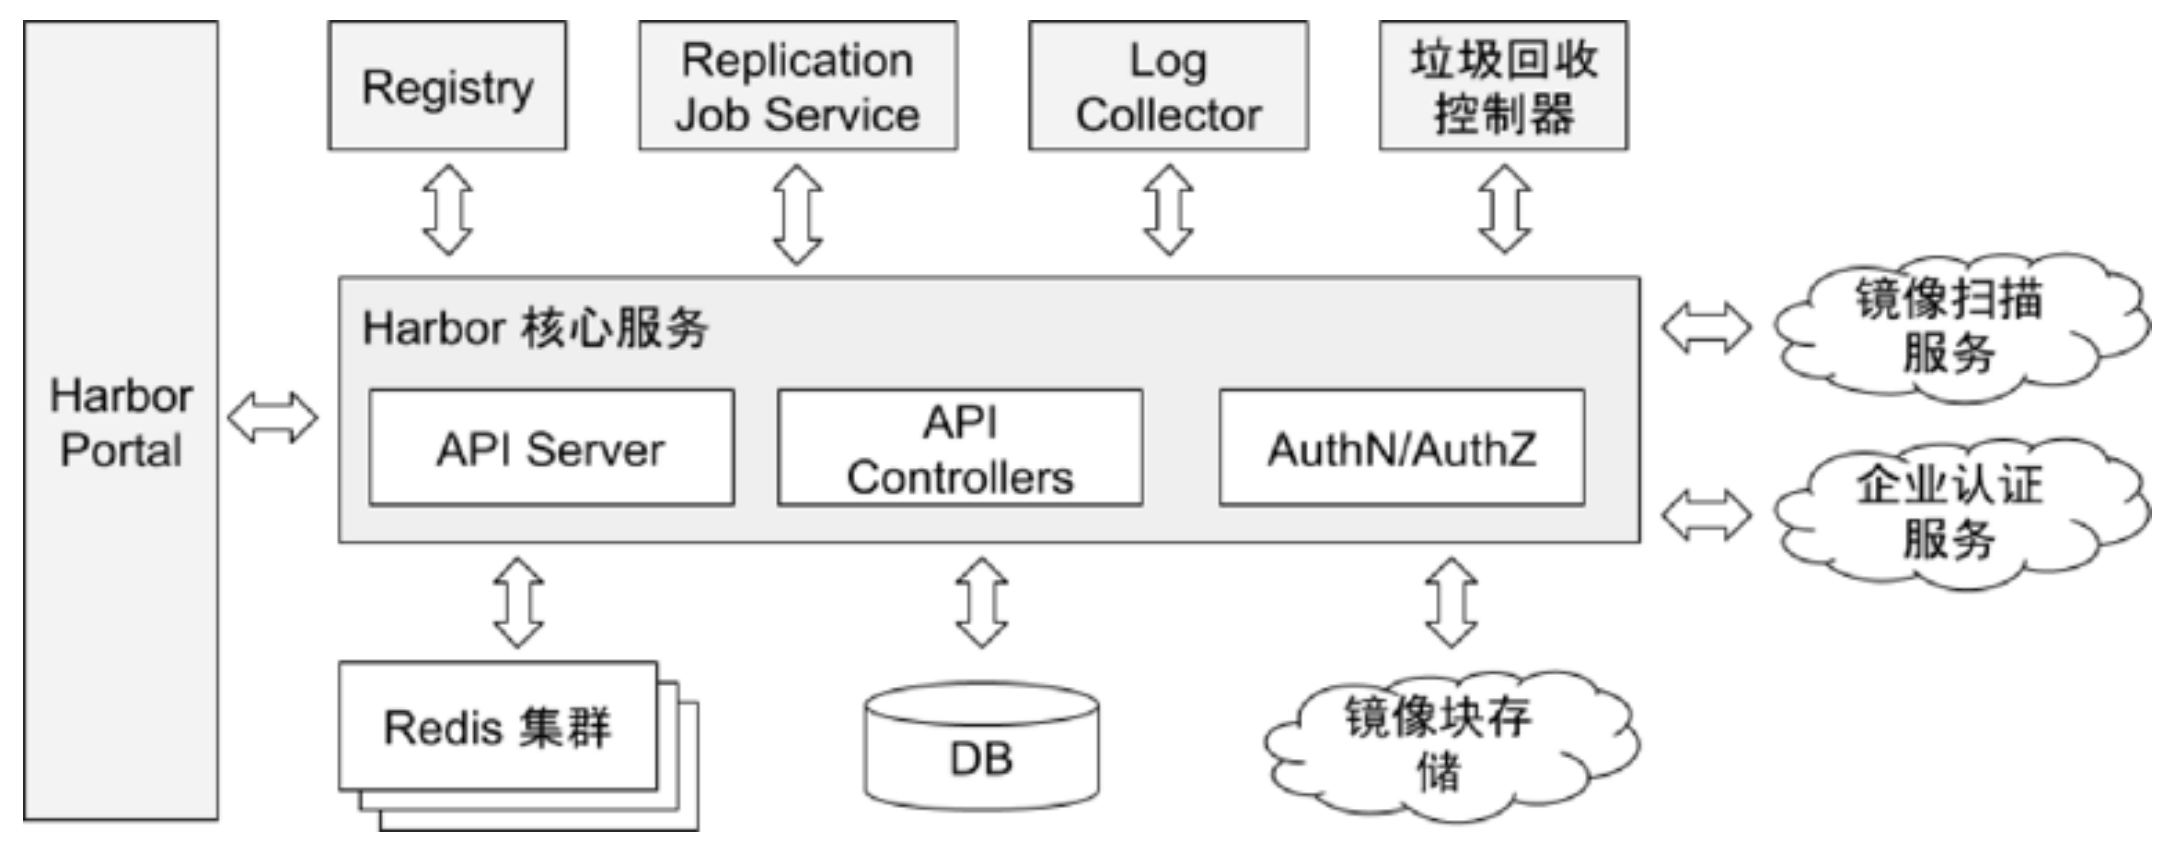 Harbor
Portal
Registry
Replication
Job Service
Log
Collector
垃圾回收
控制器
Harbor 核心服务
API Server
API
Controllers
AuthN/AuthZ
镜像扫描
服务
企业认证
服务
Redis 集群
DB
镜像块存
储